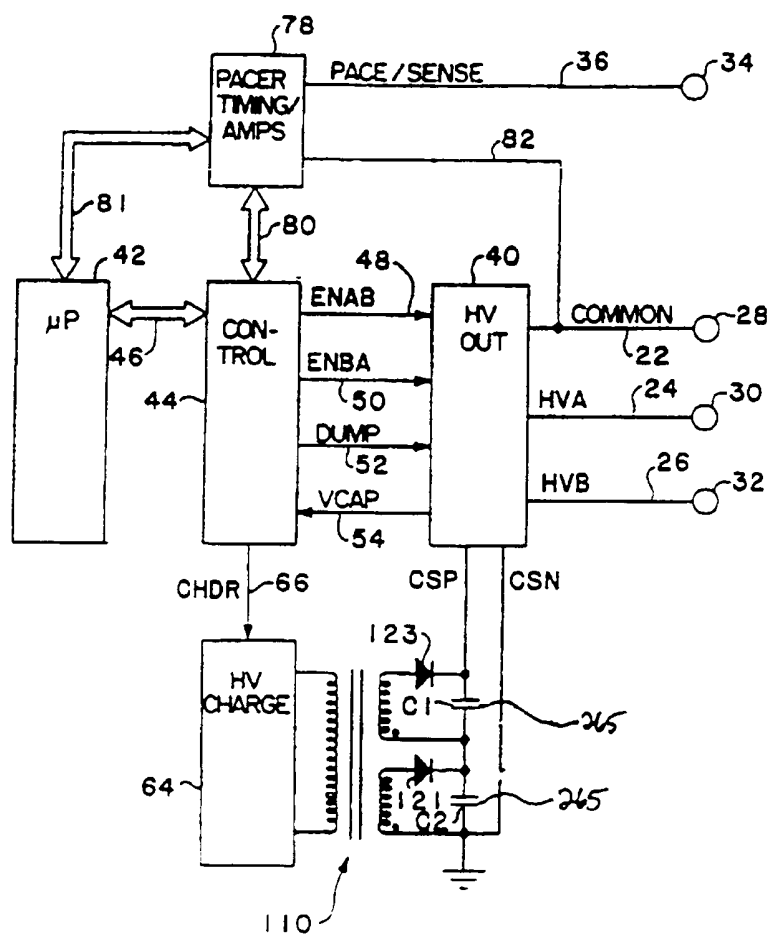 78
PACER
TIMING/
AMPS
PACE/SENSE
36
34
82
81
80
42
µP
46
CON-
TROL
44
ENAB
48
ENBA
50
DUMP
52
VCAP
54
40
HV
OUT
COMMON
22
28
HVA
24
30
HVB
26
32
CHDR
66
CSP
CSN
HV
CHARGE
64
123
C1
265
121
C2
265
110